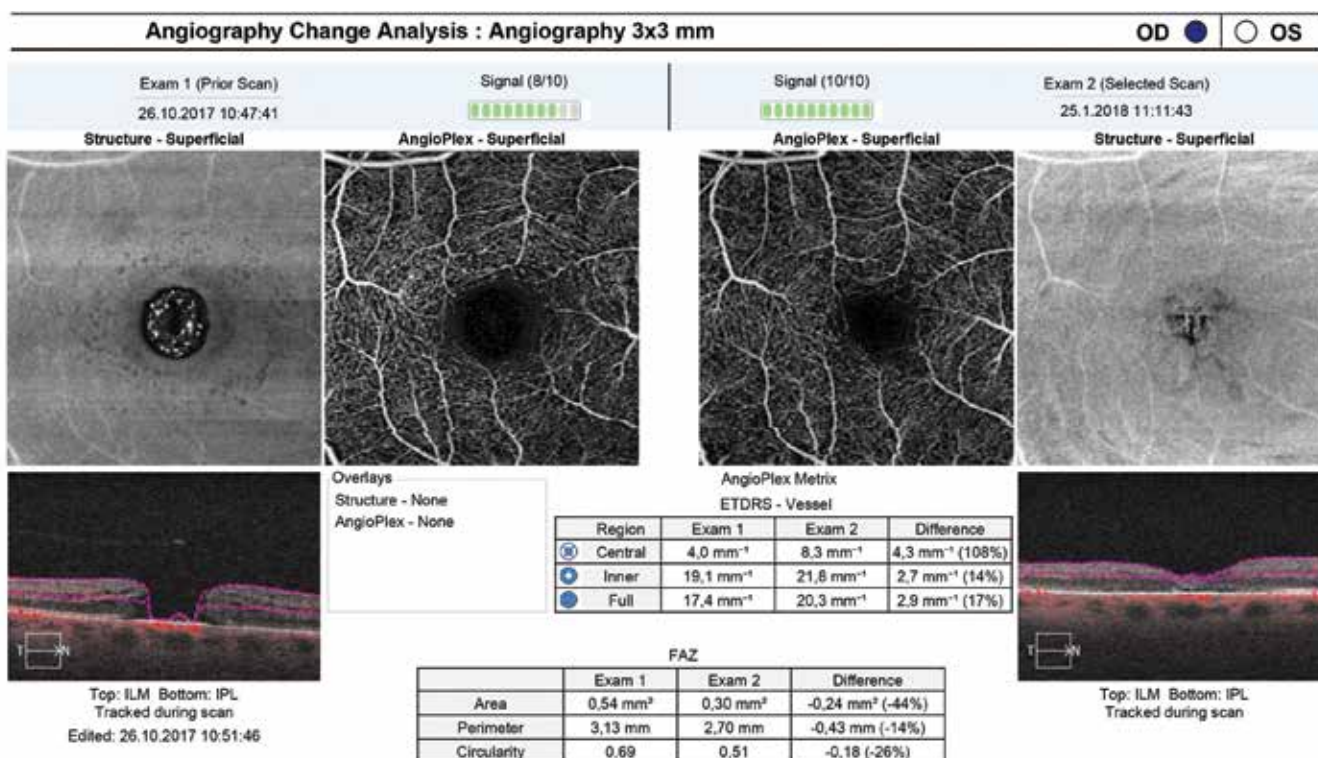 Angiography Change Analysis : Angiography 3x3 mm OD OS
Exam 1 (Prior Scan) Signal (8/10) Signal (10/10) Exam 2 (Selected Scan)
26.10.2017 10:47:41 25.1.2018 11:11:43
Structure - Superficial AngioPlex - Superficial AngioPlex - Superficial Structure - Superficial
Overlays
Structure - None
AngioPlex - None
AngioPlex Metrix
ETDRS - Vessel
Region Exam 1 Exam 2 Difference
Central 4,0 mm⁻¹ 8,3 mm⁻¹ 4,3 mm⁻¹ (108%)
Inner 19,1 mm⁻¹ 21,8 mm⁻¹ 2,7 mm⁻¹ (14%)
Full 17,4 mm⁻¹ 20,3 mm⁻¹ 2,9 mm⁻¹ (17%)
T N
T N
Top: ILM Bottom: IPL
Tracked during scan
Edited: 26.10.2017 10:51:46
FAZ
Exam 1 Exam 2 Difference
Area 0,54 mm² 0,30 mm² -0,24 mm² (-44%)
Perimeter 3,13 mm 2,70 mm -0,43 mm (-14%)
Circularity 0,69 0,51 -0,18 (-26%)
Top: ILM Bottom: IPL
Tracked during scan